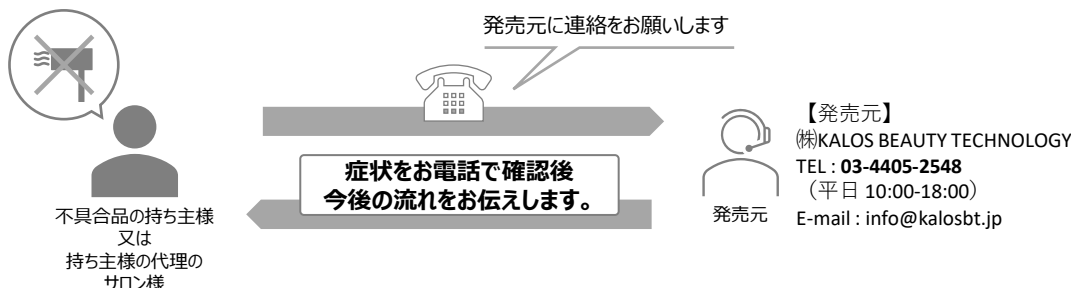 発売元に連絡をお願いします
症状をお電話で確認後
今後の流れをお伝えします。
不具合品の持ち主様
又は
持ち主様の代理の
サロン様
発売元
【発売元】
㈱KALOS BEAUTY TECHNOLOGY
TEL : 03-4405-2548
（平日 10:00-18:00）
E-mail : info@kalosbt.jp